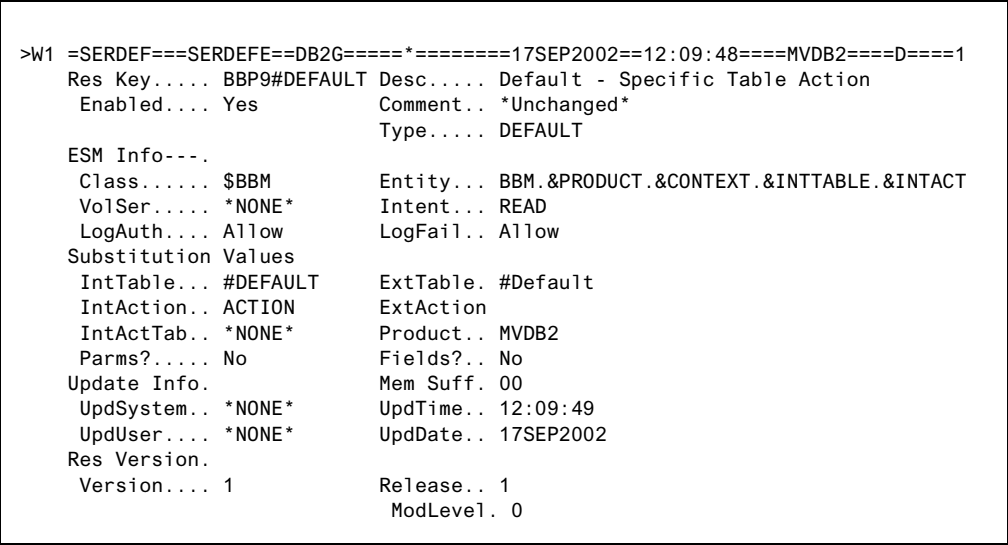 >W1 =SERDEF===SERDEFE==DB2G=====*========17SEP2002==12:09:48====MVDB2====D====1
    Res Key..... BBP9#DEFAULT Desc..... Default - Specific Table Action
     Enabled.... Yes          Comment.. *Unchanged*
                              Type..... DEFAULT
    ESM Info---.
     Class...... $BBM         Entity... BBM.&PRODUCT.&CONTEXT.&INTTABLE.&INTACT
     VolSer..... *NONE*       Intent... READ
     LogAuth.... Allow        LogFail.. Allow
    Substitution Values
     IntTable... #DEFAULT     ExtTable. #Default
     IntAction.. ACTION       ExtAction
     IntActTab.. *NONE*       Product.. MVDB2
     Parms?..... No           Fields?.. No
    Update Info.              Mem Suff. 00
     UpdSystem.. *NONE*       UpdTime.. 12:09:49
     UpdUser.... *NONE*       UpdDate.. 17SEP2002
    Res Version.
     Version.... 1            Release.. 1
                               ModLevel. 0